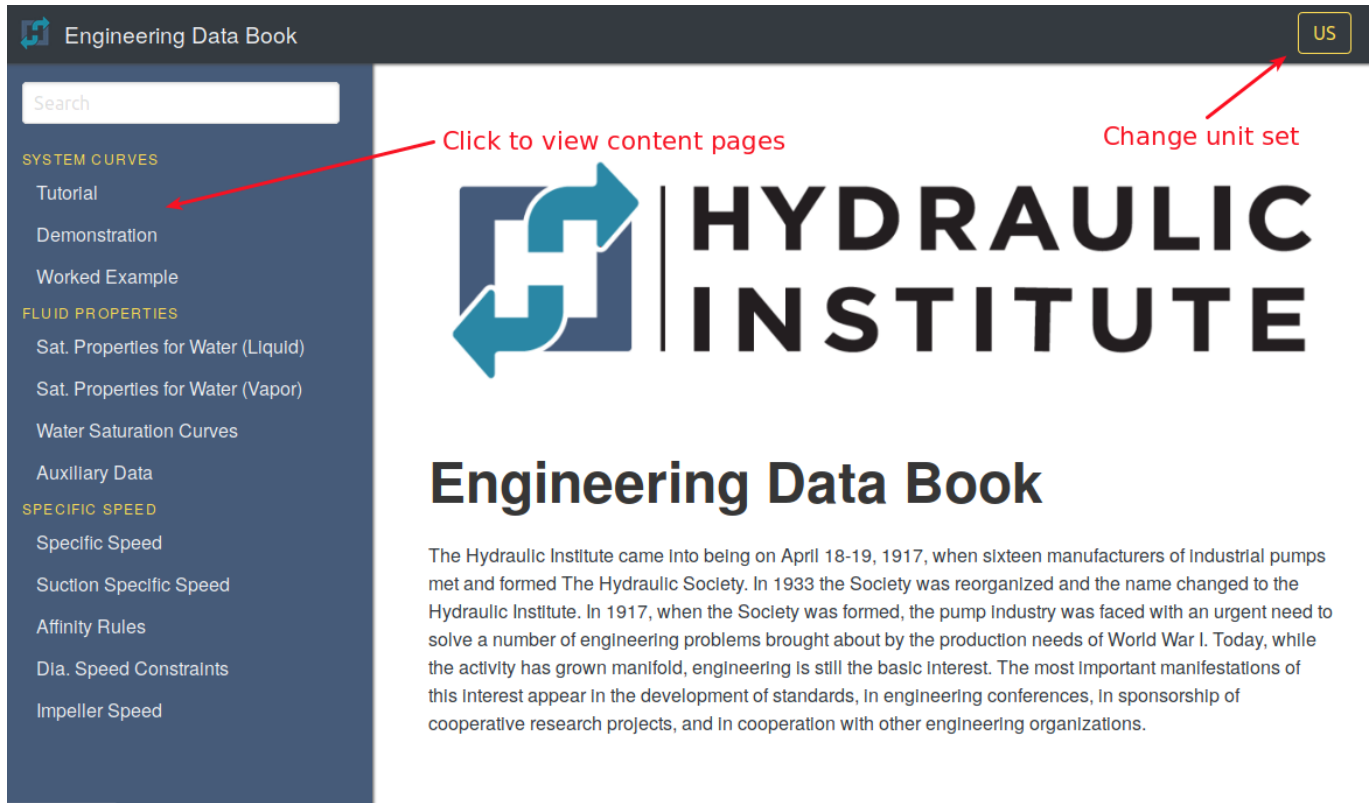 Engineering Data Book
US
Search
Click to view content pages
Change unit set
SYSTEM CURVES
Tutorial
Demonstration
Worked Example
FLUID PROPERTIES
Sat. Properties for Water (Liquid)
Sat. Properties for Water (Vapor)
Water Saturation Curves
Auxiliary Data
SPECIFIC SPEED
Specific Speed
Suction Specific Speed
Affinity Rules
Dia. Speed Constraints
Impeller Speed
HYDRAULIC
INSTITUTE
Engineering Data Book
The Hydraulic Institute came into being on April 18-19, 1917, when sixteen manufacturers of industrial pumps
met and formed The Hydraulic Society. In 1933 the Society was reorganized and the name changed to the
Hydraulic Institute. In 1917, when the Society was formed, the pump industry was faced with an urgent need to
solve a number of engineering problems brought about by the production needs of World War I. Today, while
the activity has grown manifold, engineering is still the basic interest. The most important manifestations of
this interest appear in the development of standards, in engineering conferences, in sponsorship of
cooperative research projects, and in cooperation with other engineering organizations.